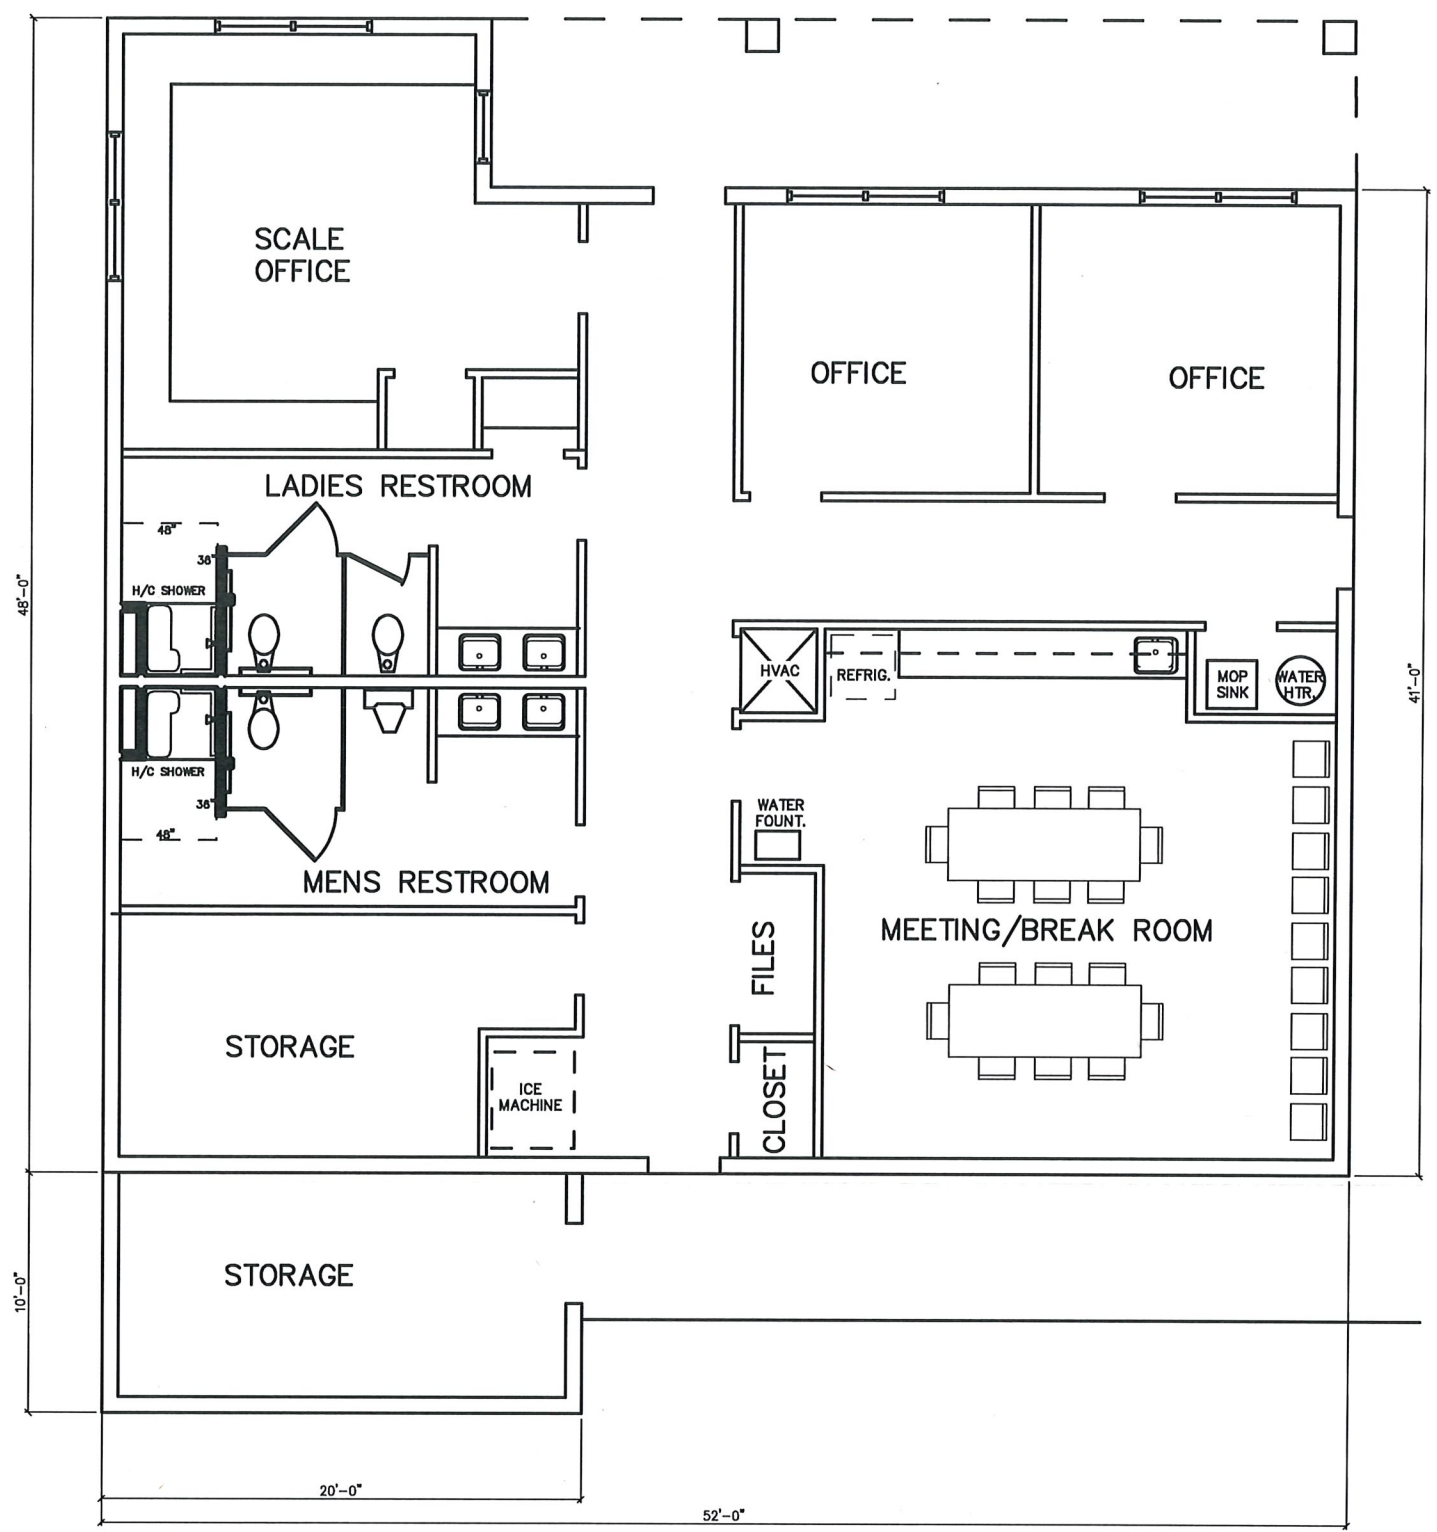 SCALE
OFFICE
OFFICE
OFFICE
LADIES RESTROOM
48"
36"
H/C SHOWER
48'-0"
HVAC
REFRIG.
MOP
SINK
WATER
HTR.
41'-0"
H/C SHOWER
36"
48"
WATER
FOUNT.
MENS RESTROOM
FILES
MEETING/BREAK ROOM
STORAGE
ICE
MACHINE
CLOSET
STORAGE
10'-0"
20'-0"
52'-0"